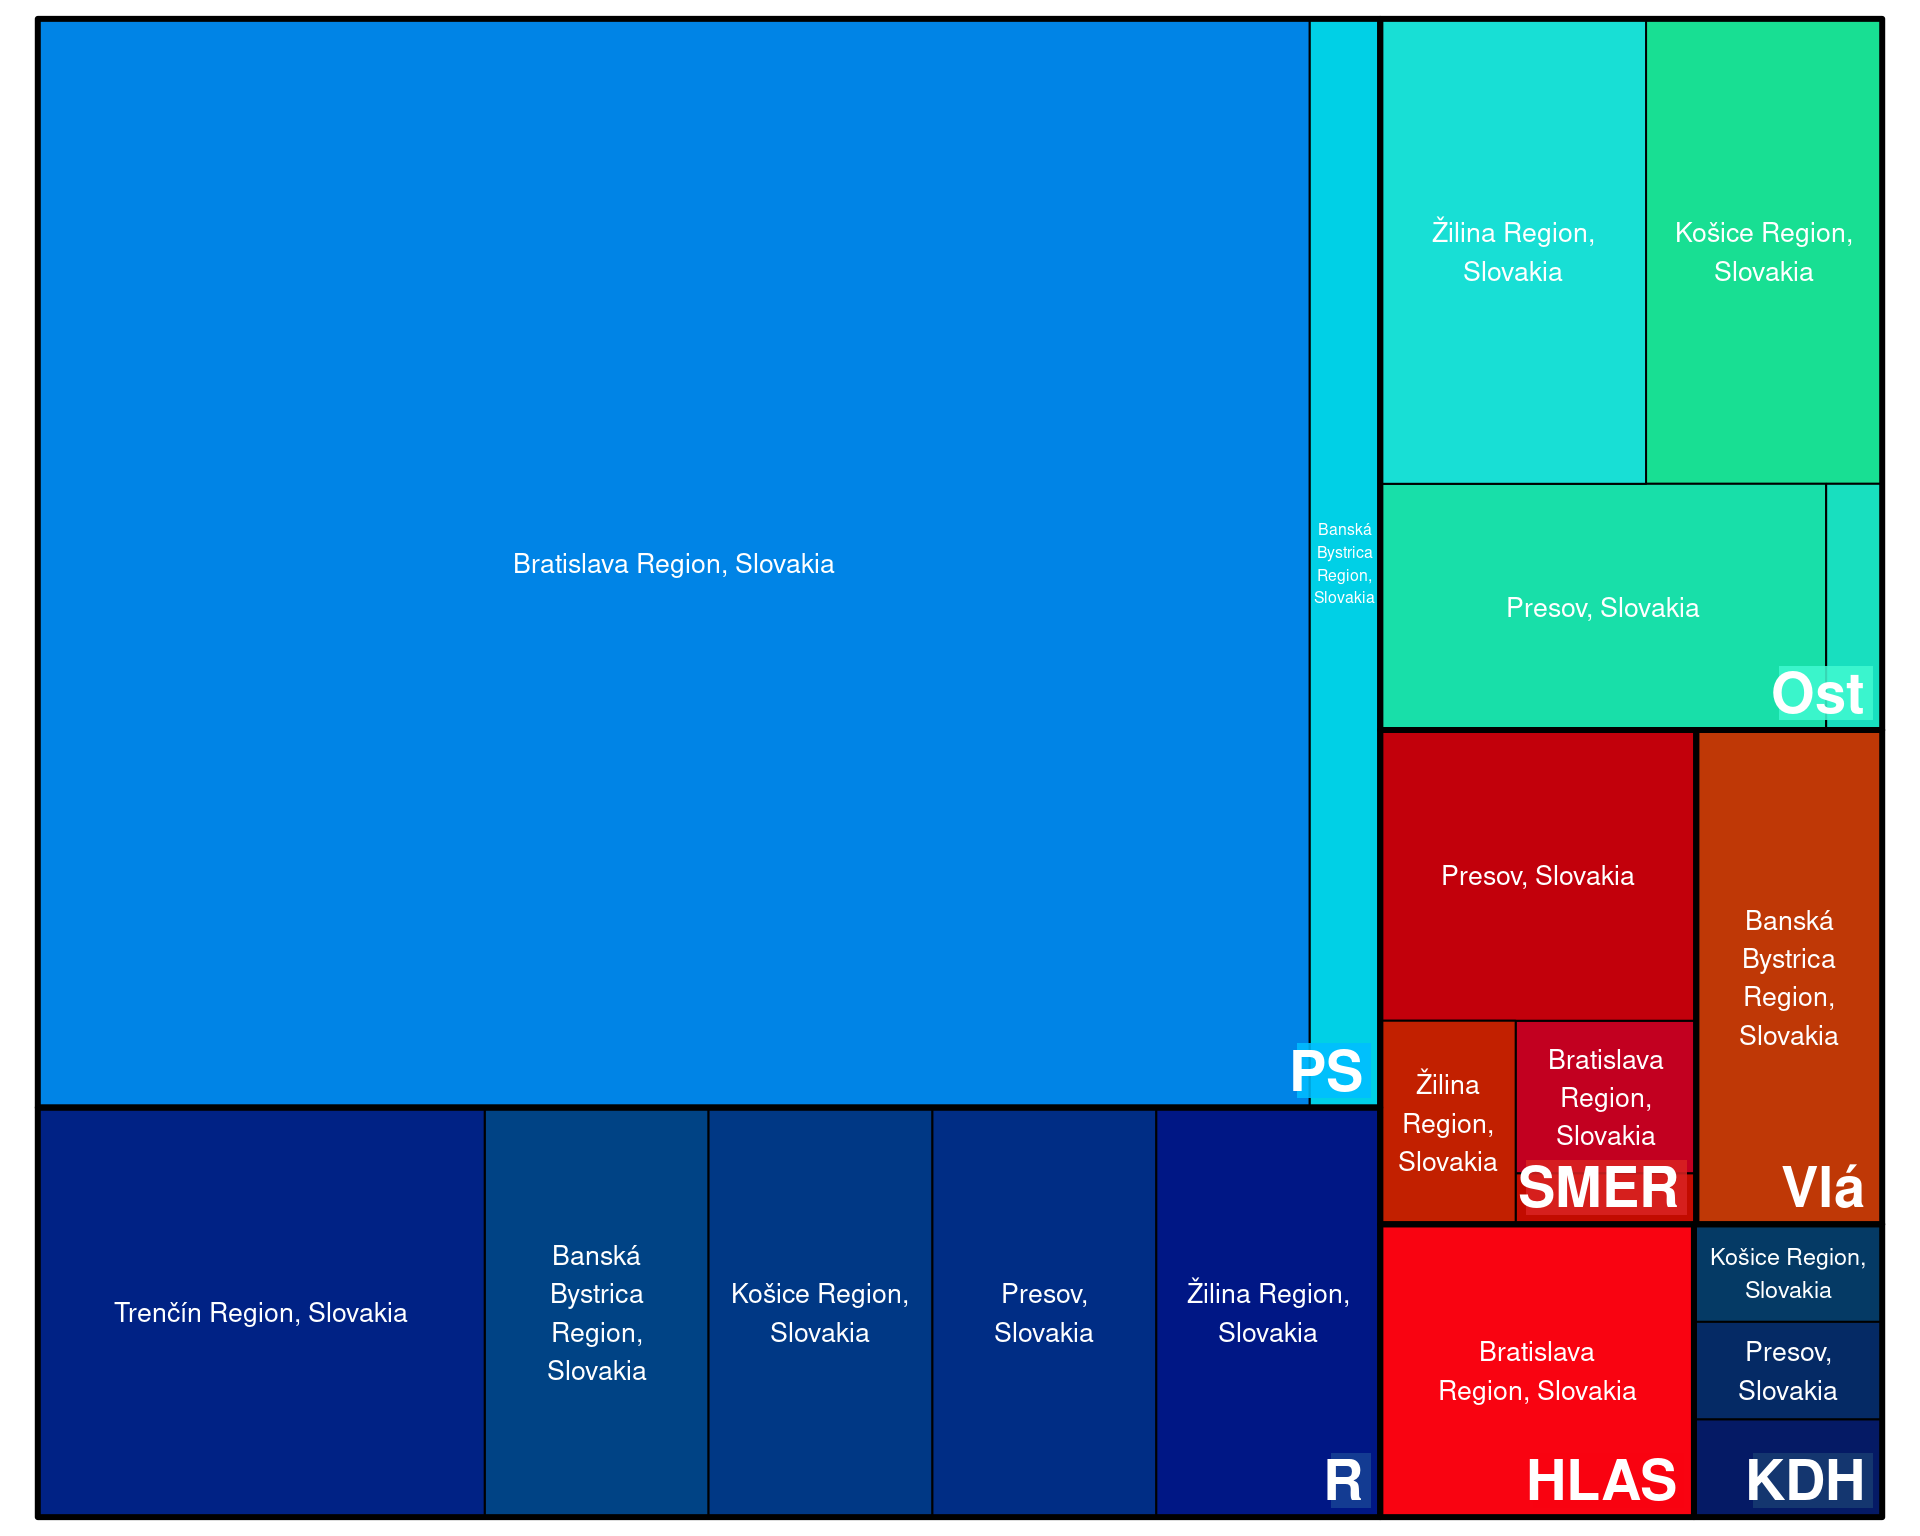 Bratislava Region, Slovakia
Banská
Bystrica
Region,
Slovakia
PS
Žilina Region,
Slovakia
Košice Region,
Slovakia
Presov, Slovakia
Ost
Presov, Slovakia
Žilina
Region,
Slovakia
Bratislava
Region,
Slovakia
SMER
Banská
Bystrica
Region,
Slovakia
Vlá
Trenčín Region, Slovakia
Banská
Bystrica
Region,
Slovakia
Košice Region,
Slovakia
Presov,
Slovakia
Žilina Region,
Slovakia
R
Bratislava
Region, Slovakia
HLAS
Košice Region,
Slovakia
Presov,
Slovakia
KDH